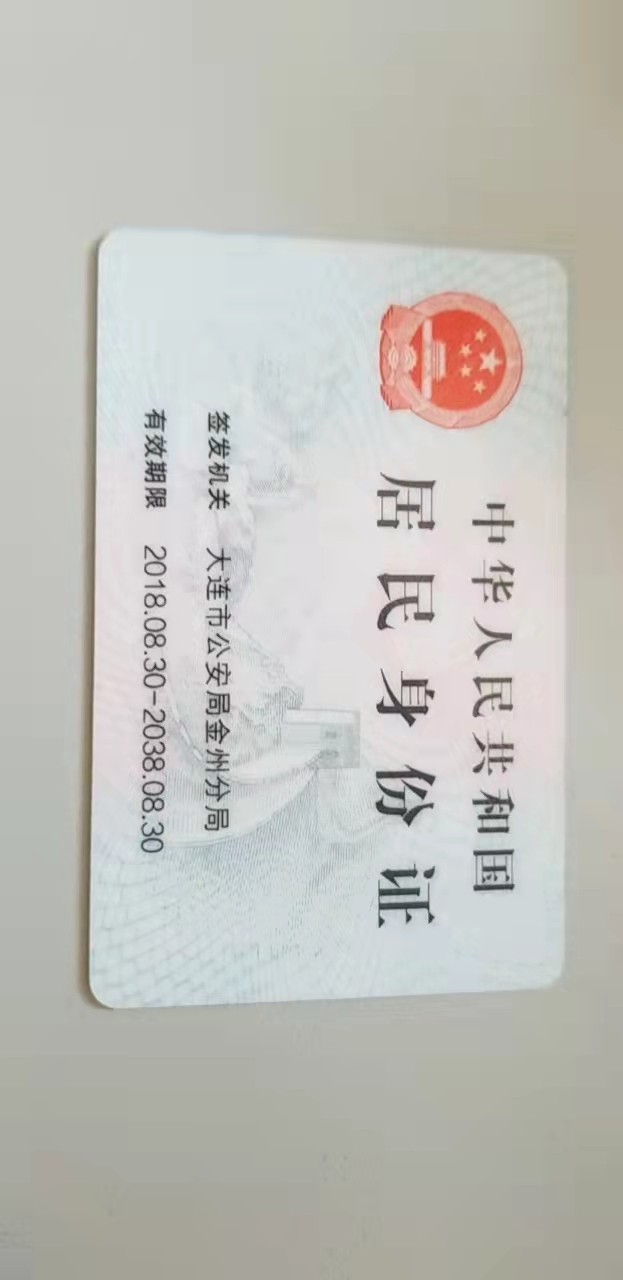 中华人民共和国
居民身份证
签发机关 大连市公安局金州分局
有效期限 2018.08.30-2038.08.30